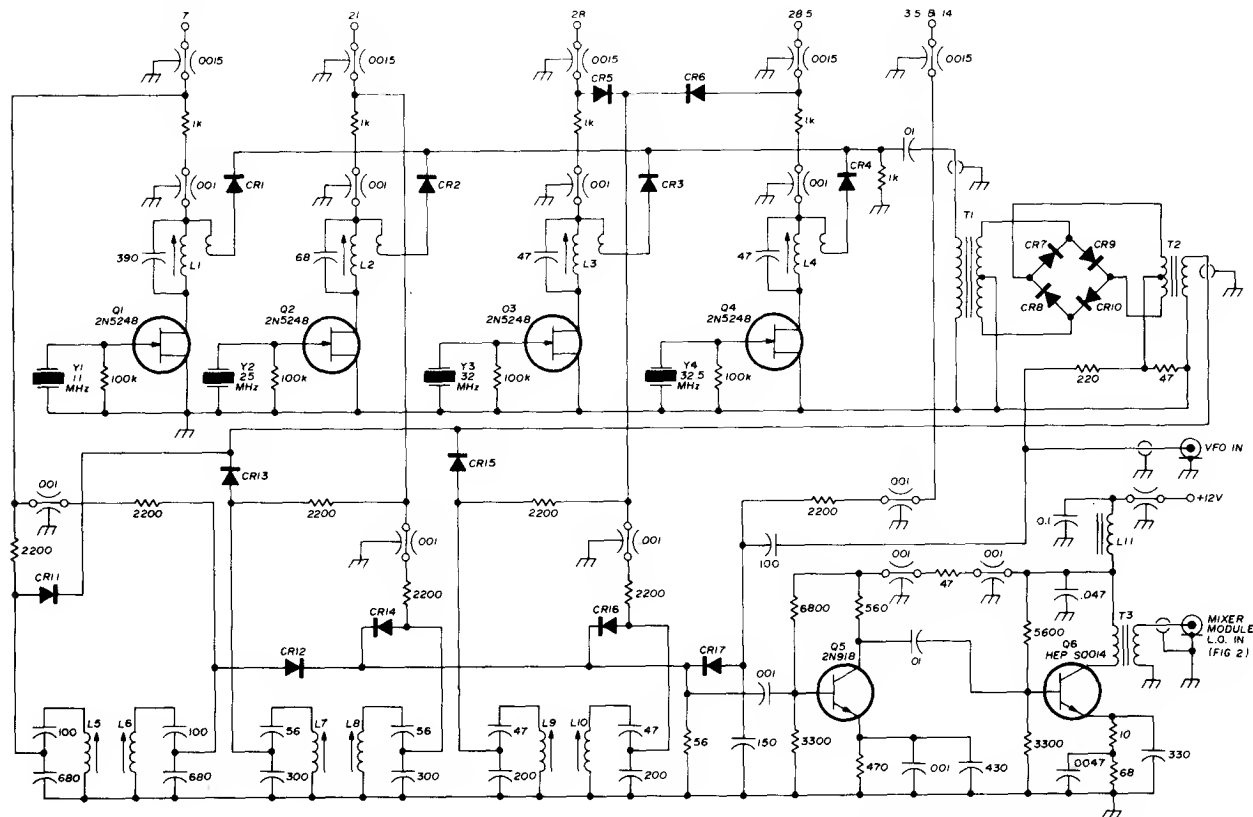 7
21
28
28 5
3 5 & 14
0015
0015
0015
0015
0015
CR5
CR6
1k
1k
1k
1k
01
001
CR1
001
CR2
001
CR3
001
CR4
1k
T1
390
L1
68
L2
47
L3
47
L4
CR7
CR9
CR8
CR10
T2
Q1
2N5248
Q2
2N5248
Q3
2N5248
Q4
2N5248
Y1
11
MHz
100k
Y2
25
MHz
100k
Y3
32
MHz
100k
Y4
32 5
MHz
100k
220
47
VFO IN
CR13
CR15
001
2200
2200
2200
2200
001
0.1
+12V
L11
2200
001
001
100
CR11
2200
2200
001
47
001
.047
CR14
CR16
6800
560
5600
T3
MIXER
MODULE
L.O. IN
(FIG 2)
CR12
CR17
Q5
2N918
01
Q6
HEP S0014
001
100
L5
L6
100
56
L7
L8
56
47
L9
L10
47
680
680
300
300
200
200
56
150
3300
470
001
430
3300
0047
10
68
330